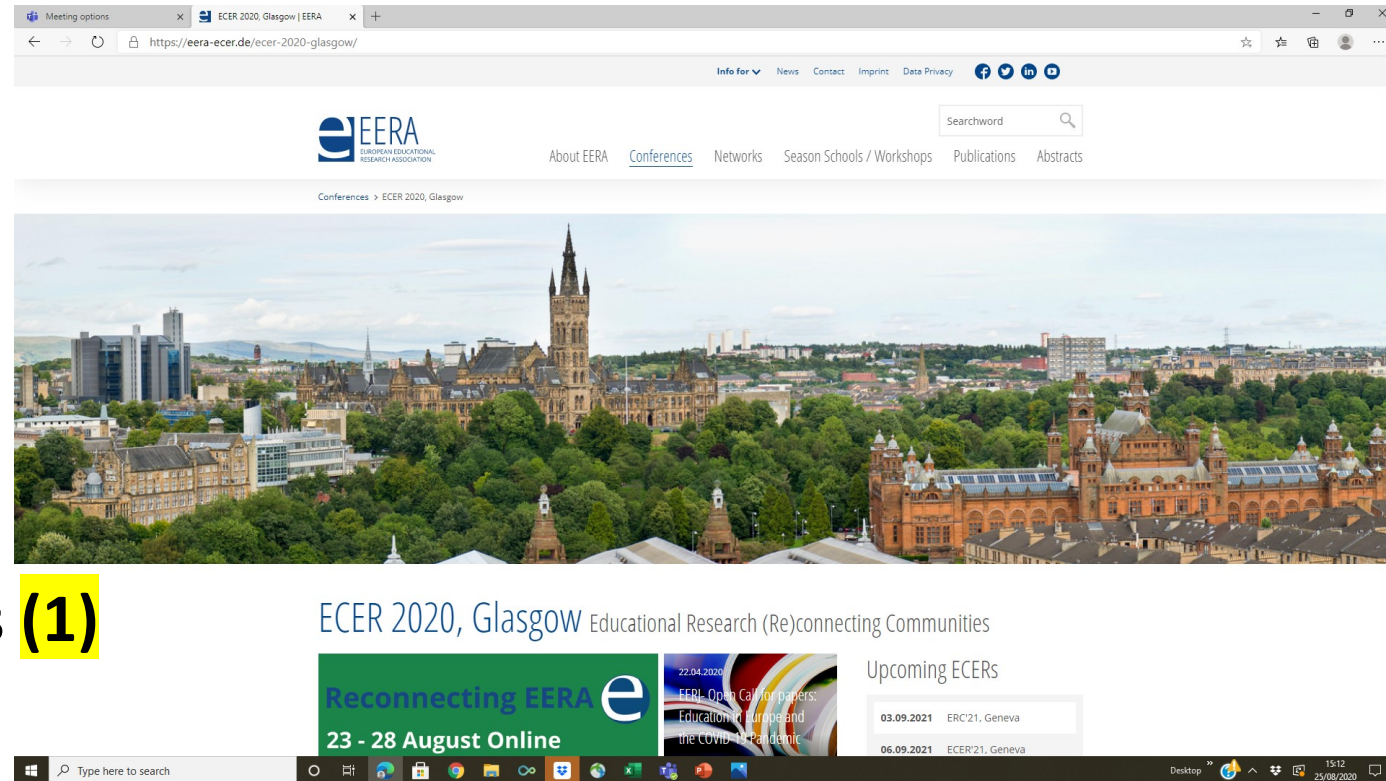 Meeting options
ECER 2020, Glasgow | EERA
https://eera-ecer.de/ecer-2020-glasgow/
Info for News Contact Imprint Data Privacy
EERA
EUROPEAN EDUCATIONAL
RESEARCH ASSOCIATION
Searchword
About EERA Conferences Networks Season Schools / Workshops Publications Abstracts
Conferences > ECER 2020, Glasgow
s (1)
ECER 2020, Glasgow Educational Research (Re)connecting Communities
Reconnecting EERA
23 - 28 August Online
22.04.2020
EERJ- Open Call for papers:
Education in Europe and
the COVID-19 Pandemic
Upcoming ECERs
03.09.2021 ERC'21, Geneva
06.09.2021 ECER'21, Geneva
Type here to search
Desktop
15:12
25/08/2020